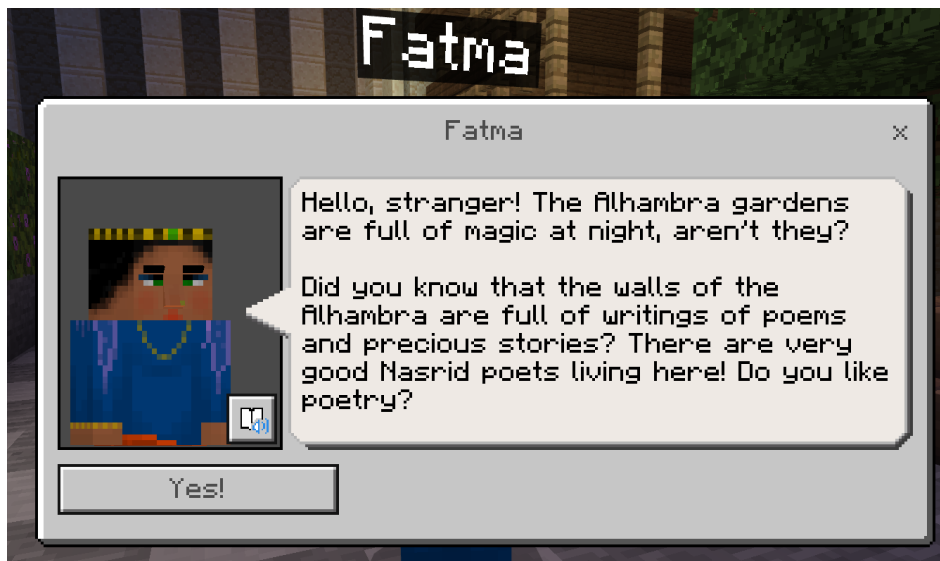 Fatma
Fatma
x
Hello, stranger! The Alhambra gardens
are full of magic at night, aren't they?
Did you know that the walls of the
Alhambra are full of writings of poems
and precious stories? There are very
good Nasrid poets living here! Do you like
poetry?
Yes!